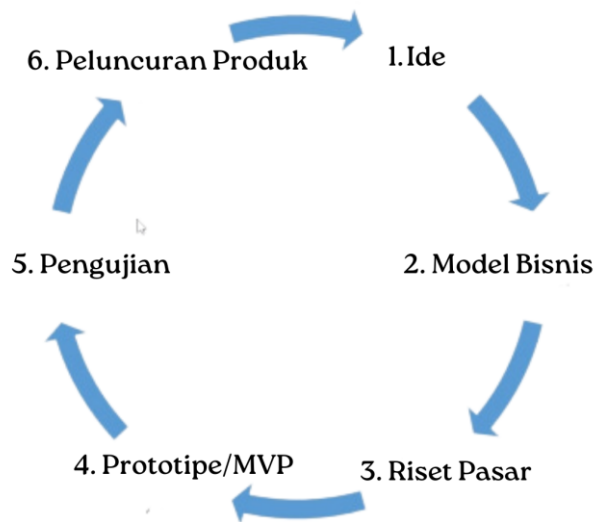 1. Ide
2. Model Bisnis
3. Riset Pasar
4. Prototipe/MVP
5. Pengujian
6. Peluncuran Produk